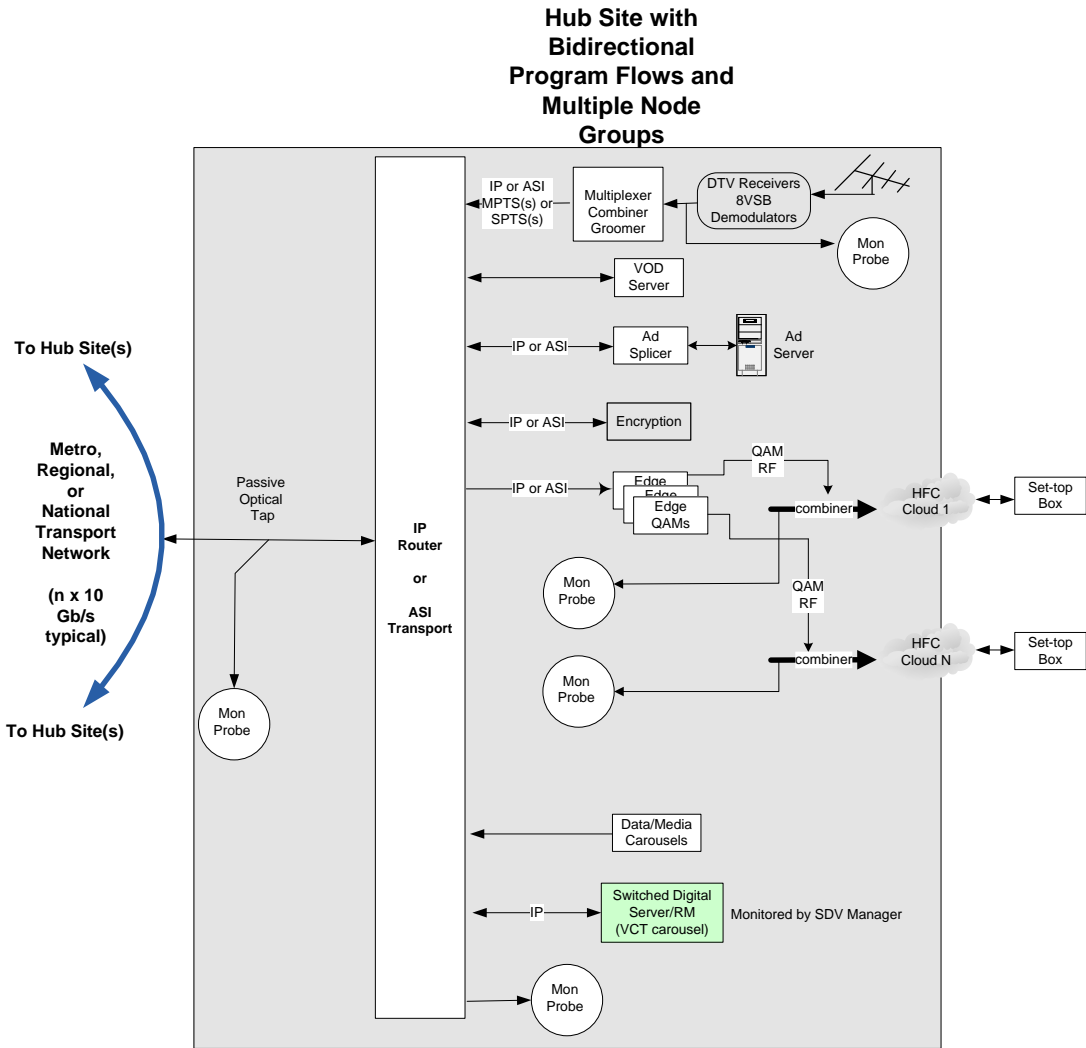 Hub Site with
Bidirectional
Program Flows and
Multiple Node
Groups
IP or ASI
MPTS(s) or
SPTS(s)
Multiplexer
Combiner
Groomer
DTV Receivers
8VSB
Demodulators
Mon
Probe
VOD
Server
IP or ASI
Ad
Splicer
Ad
Server
IP or ASI
Encryption
IP or ASI
Edge
Edge
Edge
QAMs
QAM
RF
combiner
HFC
Cloud 1
Set-top
Box
Mon
Probe
QAM
RF
combiner
HFC
Cloud N
Set-top
Box
Mon
Probe
To Hub Site(s)
Metro,
Regional,
or
National
Transport
Network
(n x 10
Gb/s
typical)
To Hub Site(s)
Passive
Optical
Tap
Mon
Probe
IP
Router
or
ASI
Transport
Data/Media
Carousels
IP
Switched Digital
Server/RM
(VCT carousel)
Monitored by SDV Manager
Mon
Probe